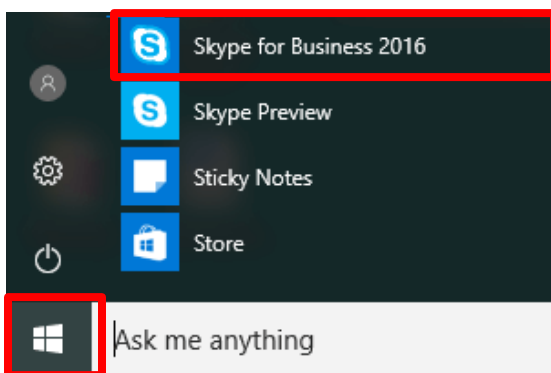 Skype for Business 2016
Skype Preview
Sticky Notes
Store
Ask me anything